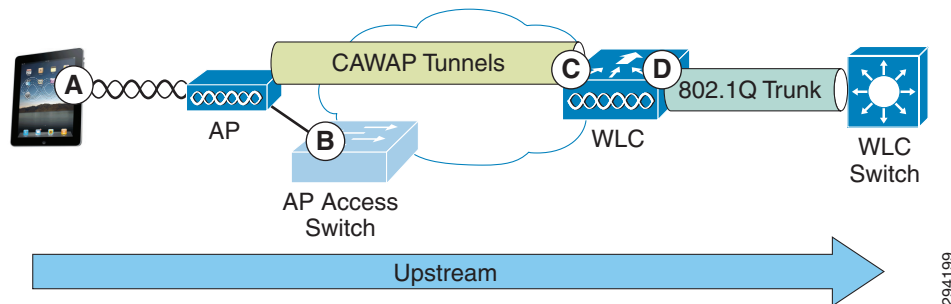 CAWAP Tunnels
A
C
D
802.1Q Trunk
AP
B
WLC
WLC
Switch
AP Access
Switch
Upstream
294199